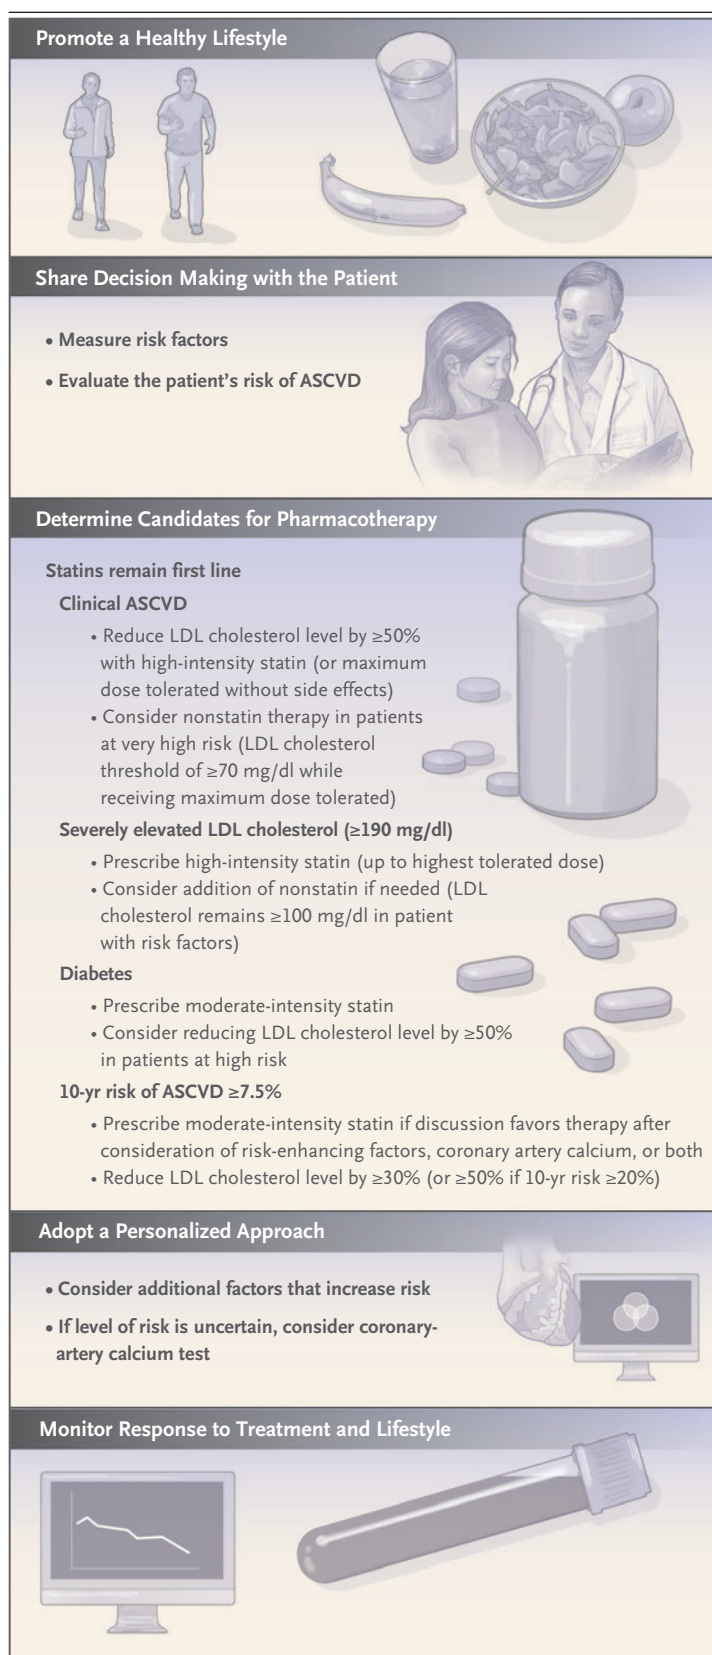 Promote a Healthy Lifestyle
Share Decision Making with the Patient
• Measure risk factors
• Evaluate the patient’s risk of ASCVD
Determine Candidates for Pharmacotherapy
Statins remain first line
Clinical ASCVD
• Reduce LDL cholesterol level by ≥50%
with high-intensity statin (or maximum
dose tolerated without side effects)
• Consider nonstatin therapy in patients
at very high risk (LDL cholesterol
threshold of ≥70 mg/dl while
receiving maximum dose tolerated)
Severely elevated LDL cholesterol (≥190 mg/dl)
• Prescribe high-intensity statin (up to highest tolerated dose)
• Consider addition of nonstatin if needed (LDL
cholesterol remains ≥100 mg/dl in patient
with risk factors)
Diabetes
• Prescribe moderate-intensity statin
• Consider reducing LDL cholesterol level by ≥50%
in patients at high risk
10-yr risk of ASCVD ≥7.5%
• Prescribe moderate-intensity statin if discussion favors therapy after
consideration of risk-enhancing factors, coronary artery calcium, or both
• Reduce LDL cholesterol level by ≥30% (or ≥50% if 10-yr risk ≥20%)
Adopt a Personalized Approach
• Consider additional factors that increase risk
• If level of risk is uncertain, consider coronary-
artery calcium test
Monitor Response to Treatment and Lifestyle